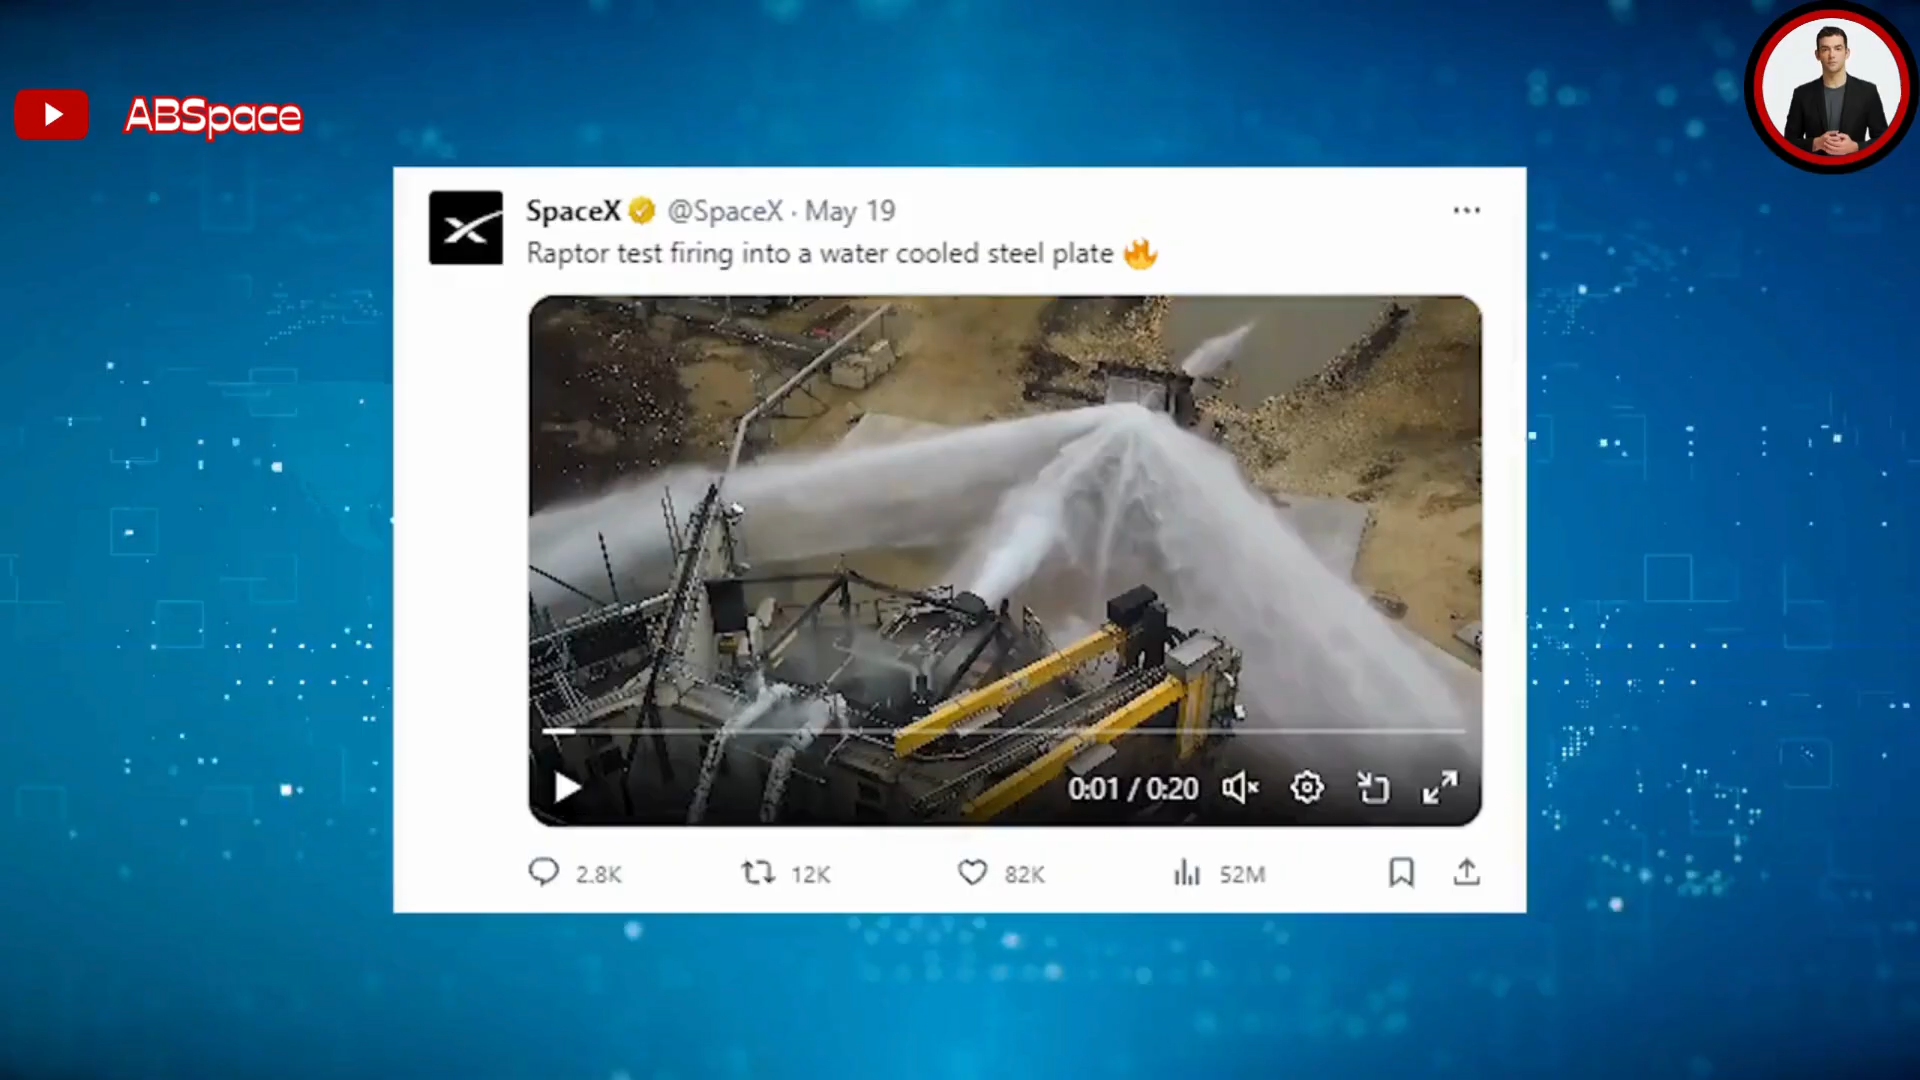 ABSpace
SpaceX @SpaceX · May 19
Raptor test firing into a water cooled steel plate 🔥
0:01 / 0:20
2.8K 12K 82K 52M